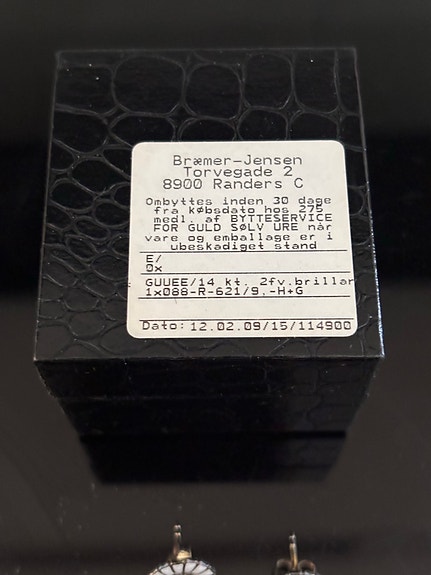 Bræmer-Jensen
Torvegade 2
8900 Randers C
Ombyttes inden 30 dage
fra købsdato hos 275
medl. af BYTTESERVICE
FOR GULD SØLV URE når
vare og emballage er i
ubeskadiget stand
E/
0x
GUUEE/14 kt. 2fv.brillan
1x088-R-621/9.-H+G
Dato: 12.02.09/15/114900